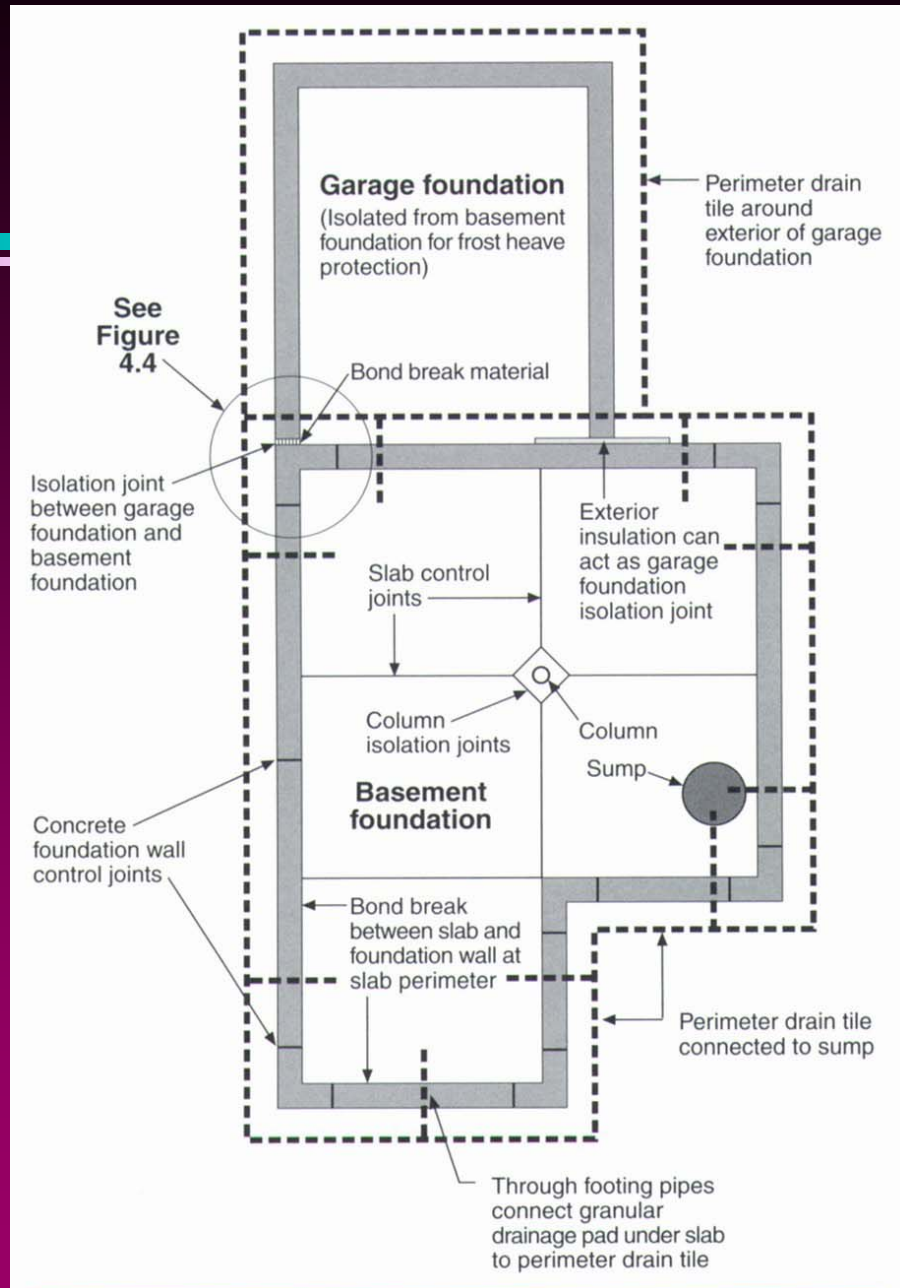 Garage foundation
(Isolated from basement
foundation for frost heave
protection)
Perimeter drain
tile around
exterior of garage
foundation
See
Figure
4.4
Bond break material
Isolation joint
between garage
foundation and
basement
foundation
Exterior
insulation can
act as garage
foundation
isolation joint
Slab control
joints
Column
isolation joints
Column
Sump
Basement
foundation
Concrete
foundation wall
control joints
Bond break
between slab and
foundation wall at
slab perimeter
Perimeter drain tile
connected to sump
Through footing pipes
connect granular
drainage pad under slab
to perimeter drain tile